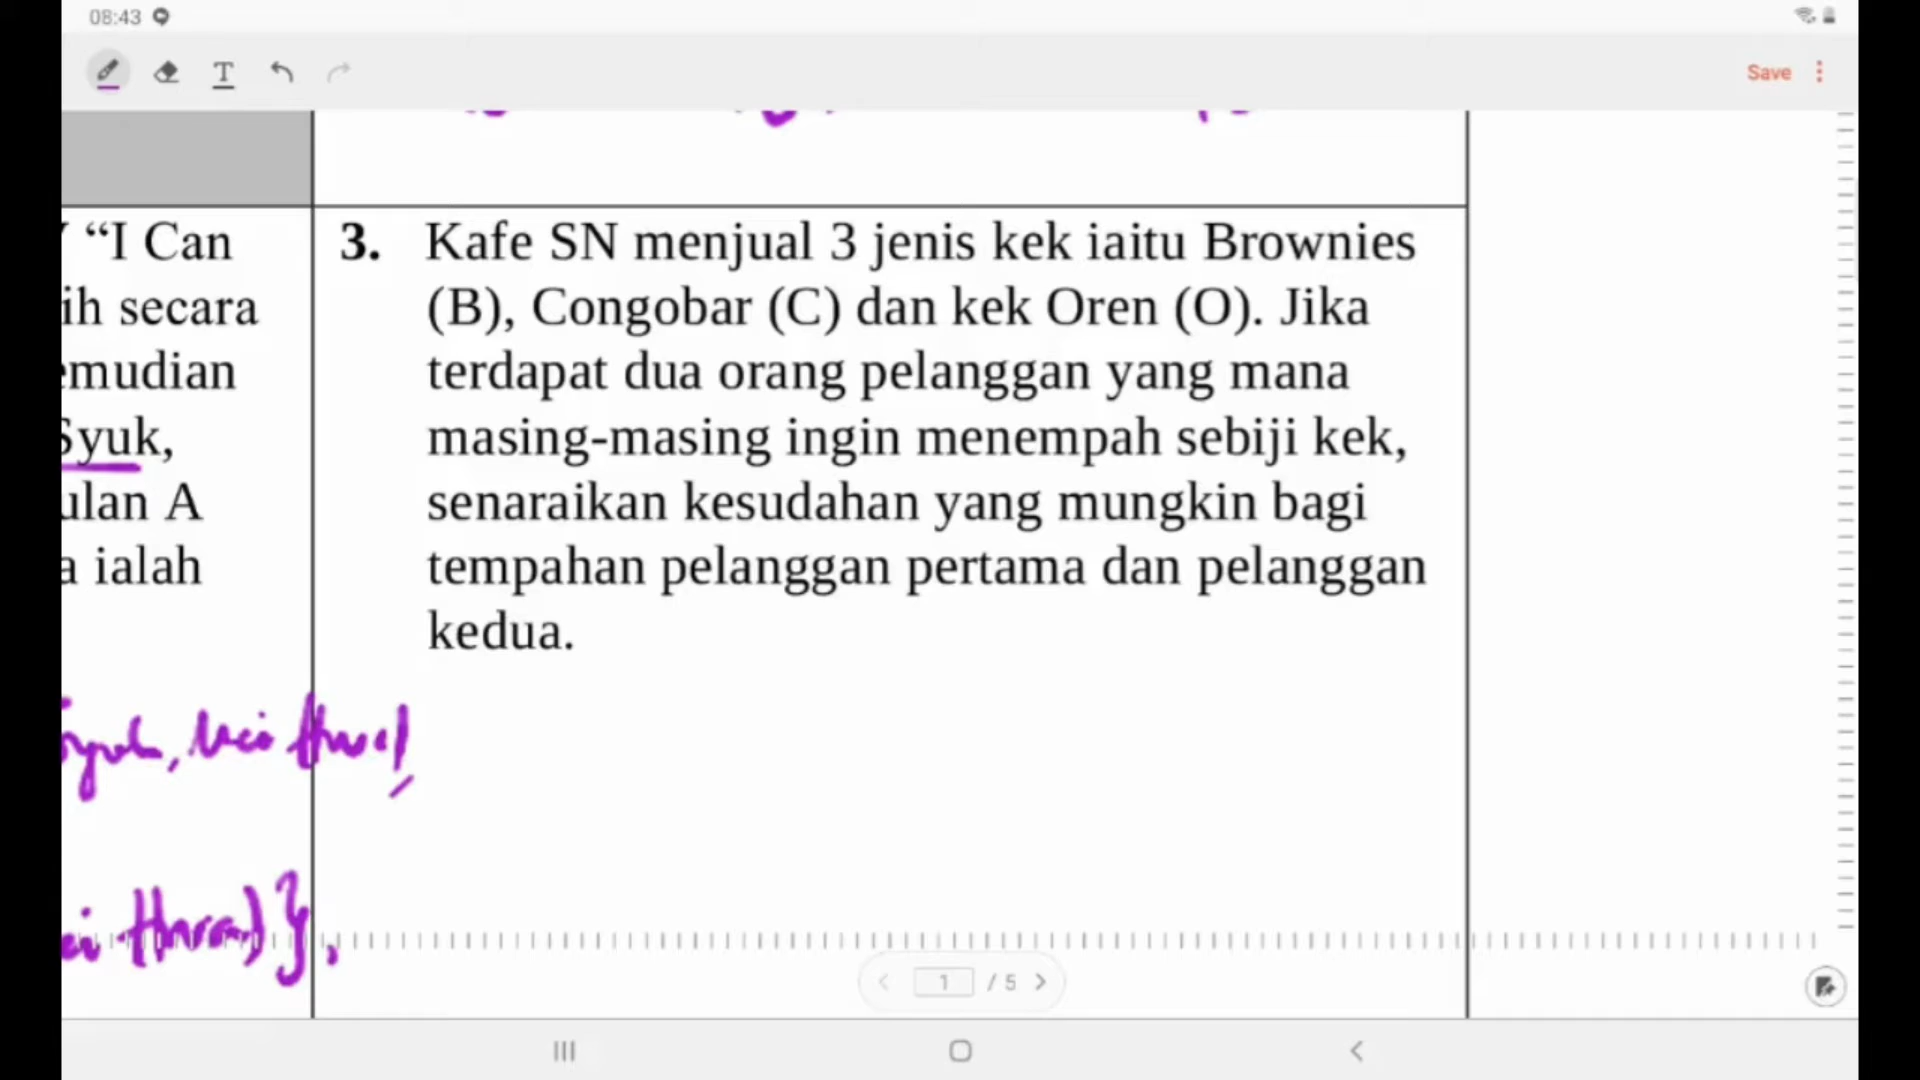 08:43
T
Save
“I Can
ih secara
emudian
Syuk,
ulan A
a ialah
3. Kafe SN menjual 3 jenis kek iaitu Brownies
(B), Congobar (C) dan kek Oren (O). Jika
terdapat dua orang pelanggan yang mana
masing-masing ingin menempah sebiji kek,
senaraikan kesudahan yang mungkin bagi
tempahan pelanggan pertama dan pelanggan
kedua.
1 / 5